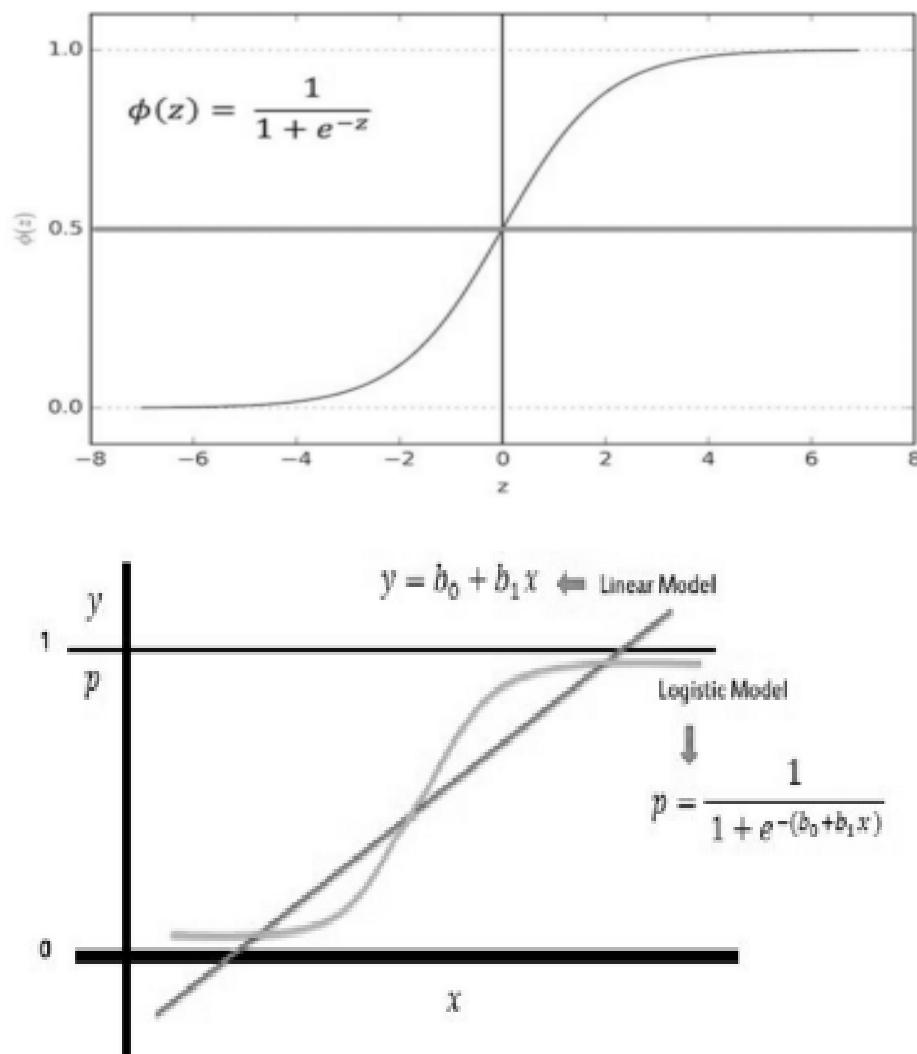 1.0
ϕ(z) = 1 / (1 + e^{-z})
0.5
ϕ(z)
0.0
−8 −6 −4 −2 0 2 4 6 8
z
y = b₀ + b₁x Linear Model
y
1
p
Logistic Model
p = 1 / (1 + e^{-(b₀+b₁x)})
0
x